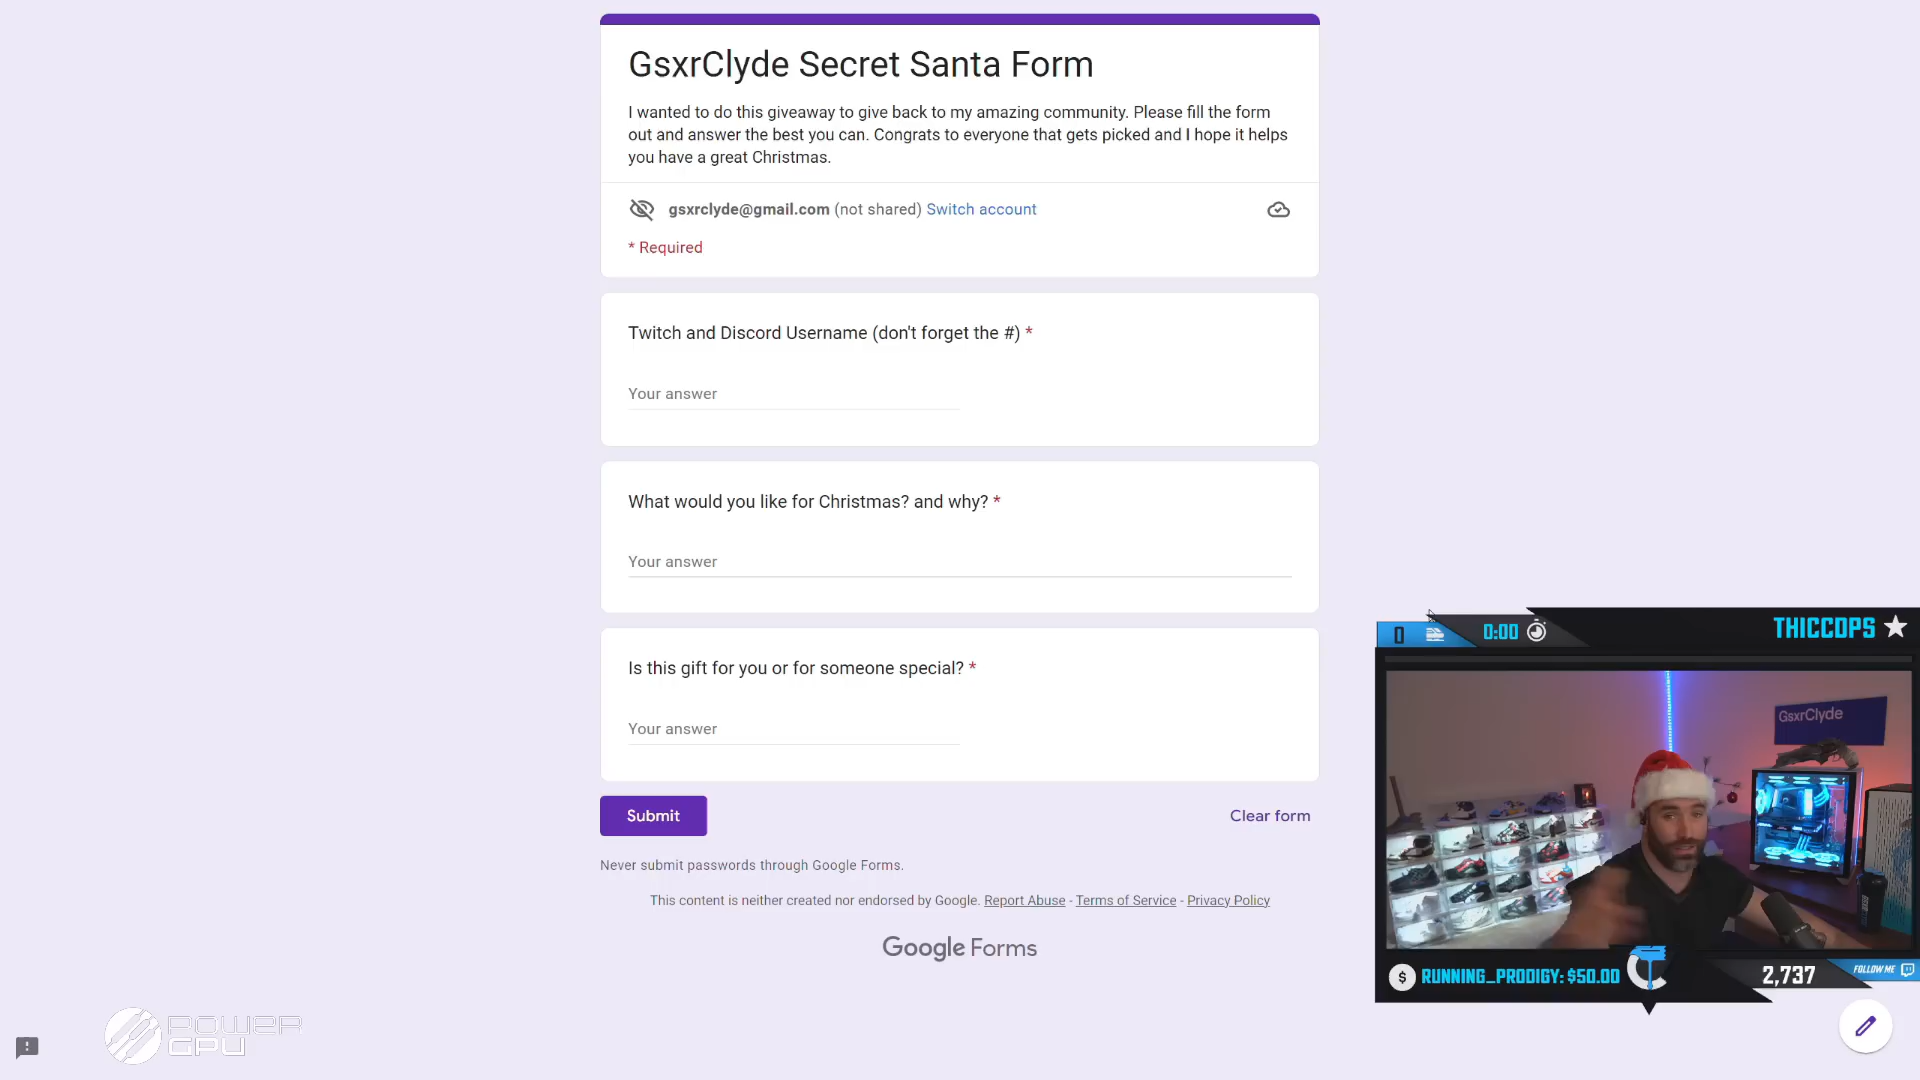 GsxrClyde Secret Santa Form
I wanted to do this giveaway to give back to my amazing community. Please fill the form
out and answer the best you can. Congrats to everyone that gets picked and I hope it helps
you have a great Christmas.
gsxrclyde@gmail.com (not shared) Switch account
* Required
Twitch and Discord Username (don't forget the #) *
Your answer
What would you like for Christmas? and why? *
Your answer
Is this gift for you or for someone special? *
Your answer
Submit
Clear form
Never submit passwords through Google Forms.
This content is neither created nor endorsed by Google. Report Abuse - Terms of Service - Privacy Policy
Google Forms
0
0:00
THICCOPS
GsxrClyde
$
RUNNING_PRODIGY: $50.00
2,737
FOLLOW ME
POWER
GPU